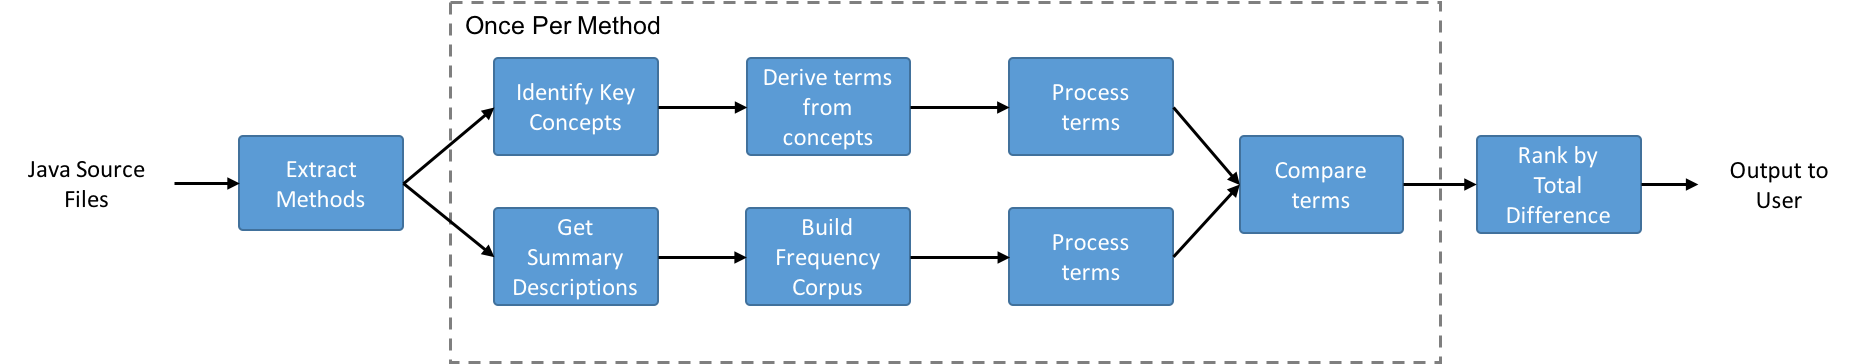 Once Per Method
Java Source
Files
Extract
Methods
Identify Key
Concepts
Derive terms
from
concepts
Process
terms
Get
Summary
Descriptions
Build
Frequency
Corpus
Process
terms
Compare
terms
Rank by
Total
Difference
Output to
User